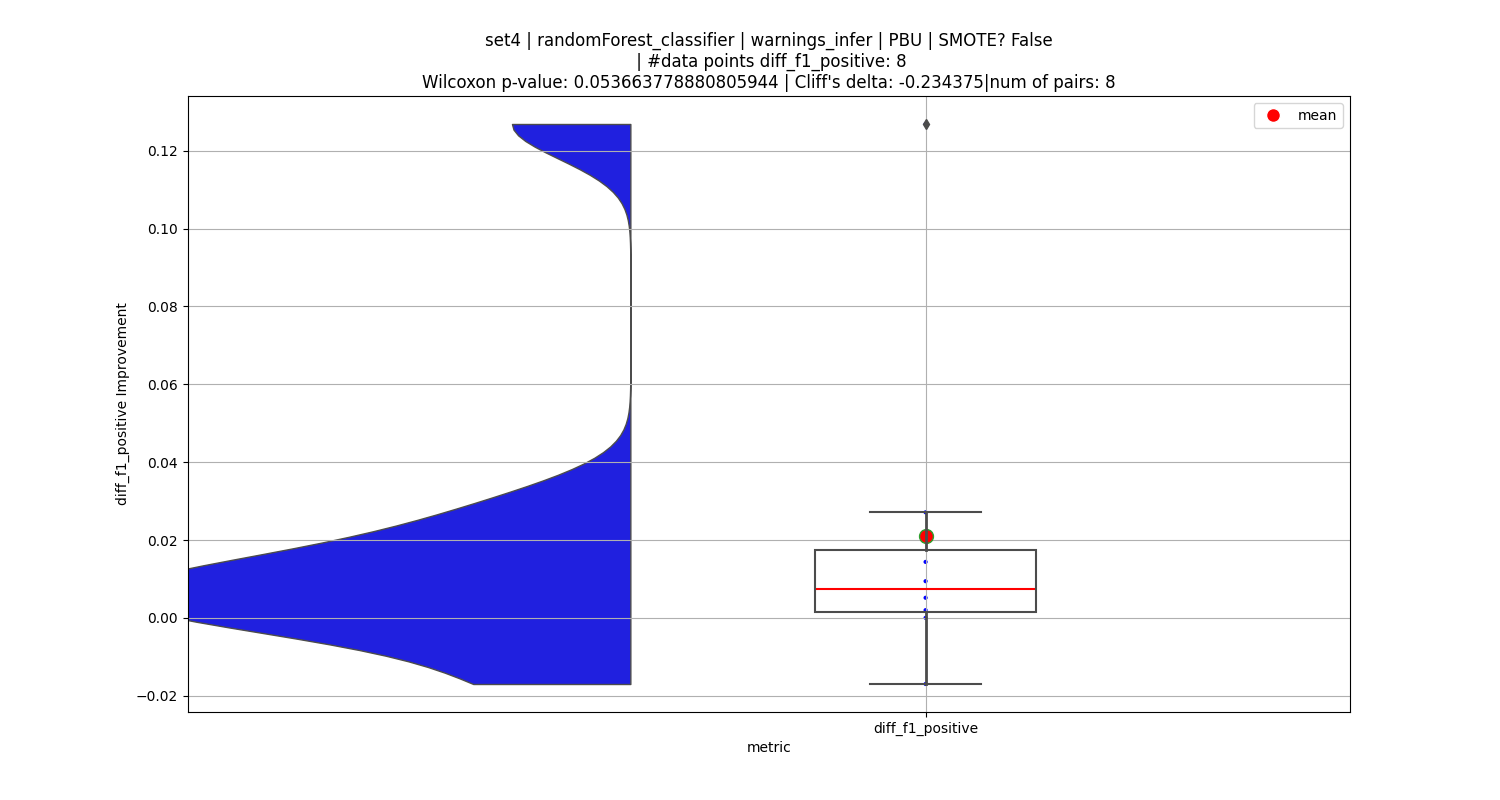 set4 | randomForest_classifier | warnings_infer | PBU | SMOTE? False
| #data points diff_f1_positive: 8
Wilcoxon p-value: 0.053663778880805944 | Cliff's delta: -0.234375|num of pairs: 8
mean
0.12
0.10
0.08
0.06
0.04
0.02
0.00
−0.02
diff_f1_positive Improvement
diff_f1_positive
metric